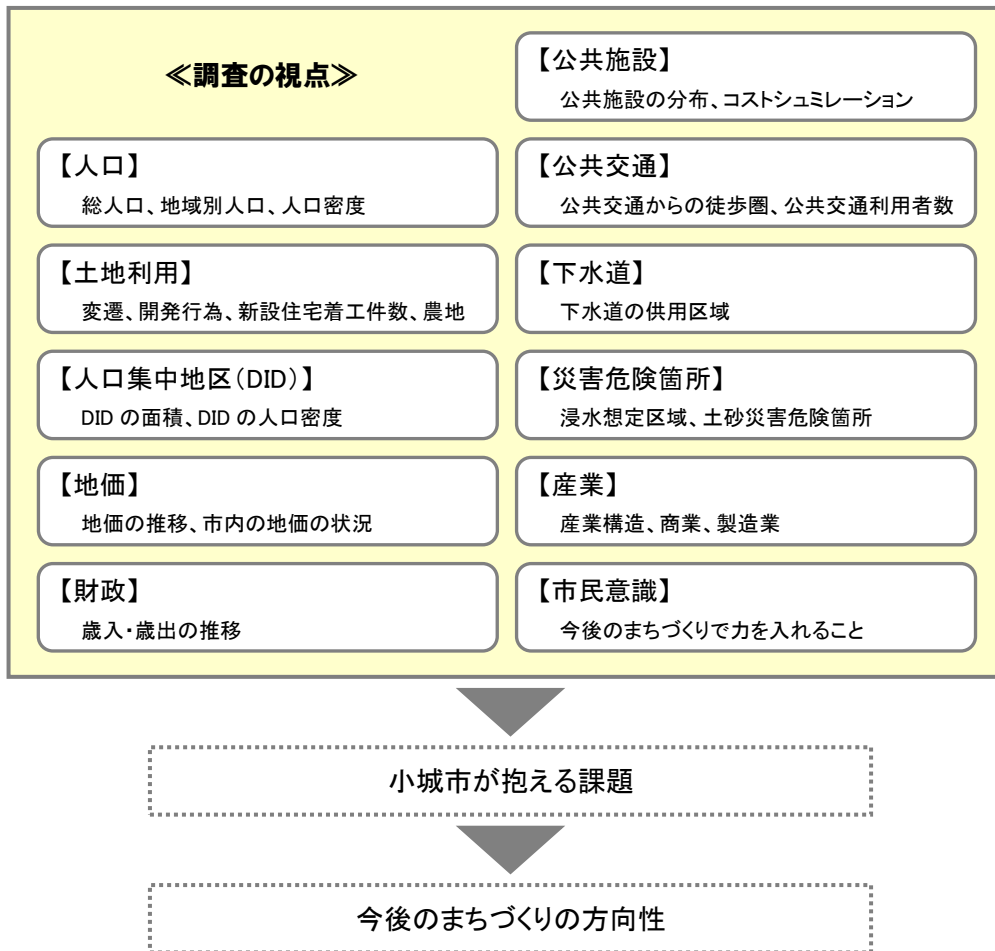 ≪調査の視点≫
【人口】
総人口、地域別人口、人口密度
【土地利用】
変遷、開発行為、新設住宅着工件数、農地
【人口集中地区(DID)】
DID の面積、DID の人口密度
【地価】
地価の推移、市内の地価の状況
【財政】
歳入・歳出の推移
【公共施設】
公共施設の分布、コストシュミレーション
【公共交通】
公共交通からの徒歩圏、公共交通利用者数
【下水道】
下水道の供用区域
【災害危険箇所】
浸水想定区域、土砂災害危険箇所
【産業】
産業構造、商業、製造業
【市民意識】
今後のまちづくりで力を入れること
小城市が抱える課題
今後のまちづくりの方向性